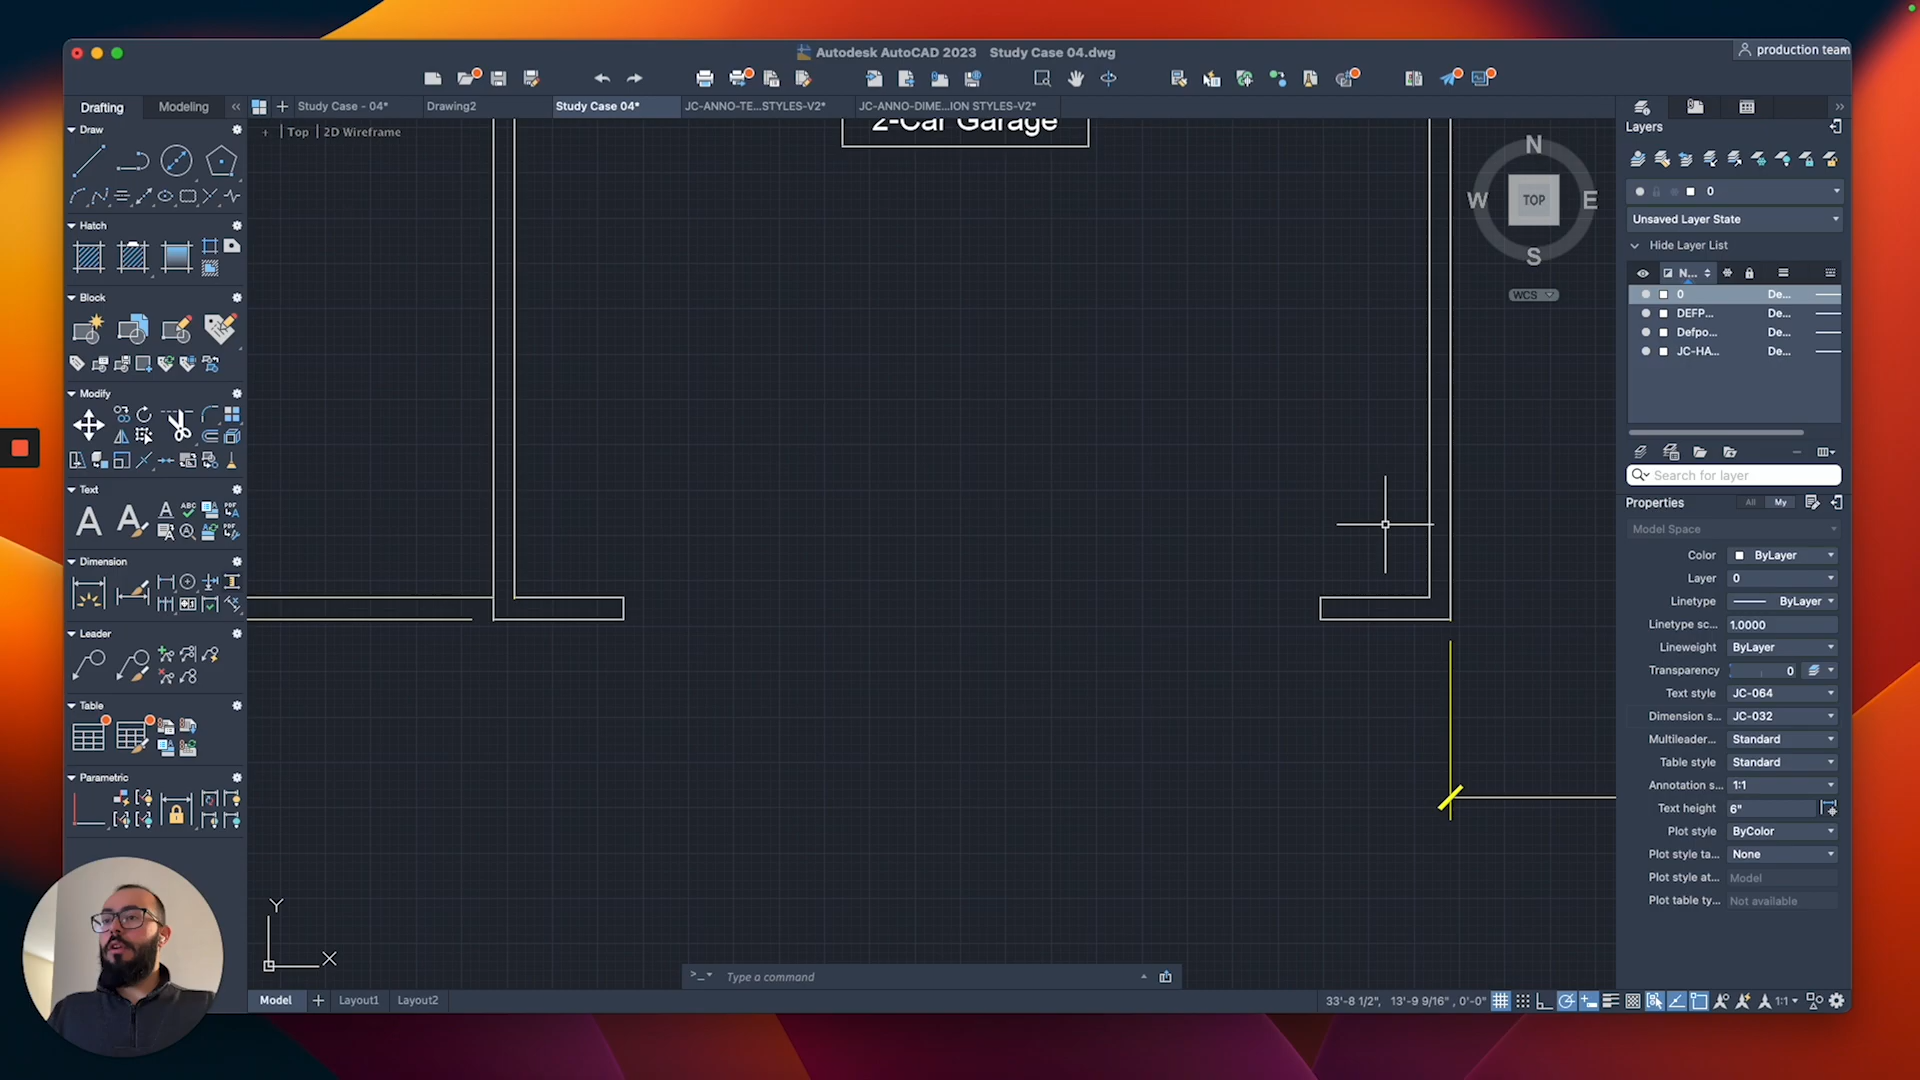 Autodesk AutoCAD 2023 Study Case 04.dwg
production team
Drafting
Modeling
Study Case - 04*
Drawing2
Study Case 04*
JC-ANNO-TE...STYLES-V2*
JC-ANNO-DIME...ION STYLES-V2*
Layers
Draw
+ | Top | 2D Wireframe
2-Car Garage
N
W
TOP
E
S
WCS
0
Unsaved Layer State
Hide Layer List
N...
0 De...
DEFP... De...
Defpo... De...
JC-HA... De...
Search for layer
Hatch
Block
Modify
Text
Dimension
Leader
Table
Parametric
Properties
All
My
Model Space
Color ByLayer
Layer 0
Linetype ByLayer
Linetype sc... 1.0000
Lineweight ByLayer
Transparency 0
Text style JC-064
Dimension s... JC-032
Multileader... Standard
Table style Standard
Annotation s... 1:1
Text height 6"
Plot style ByColor
Plot style ta... None
Plot style at... Model
Plot table ty... Not available
Y
X
Type a command
Model
Layout1
Layout2
33'-8 1/2", 13'-9 9/16" , 0'-0"
1:1